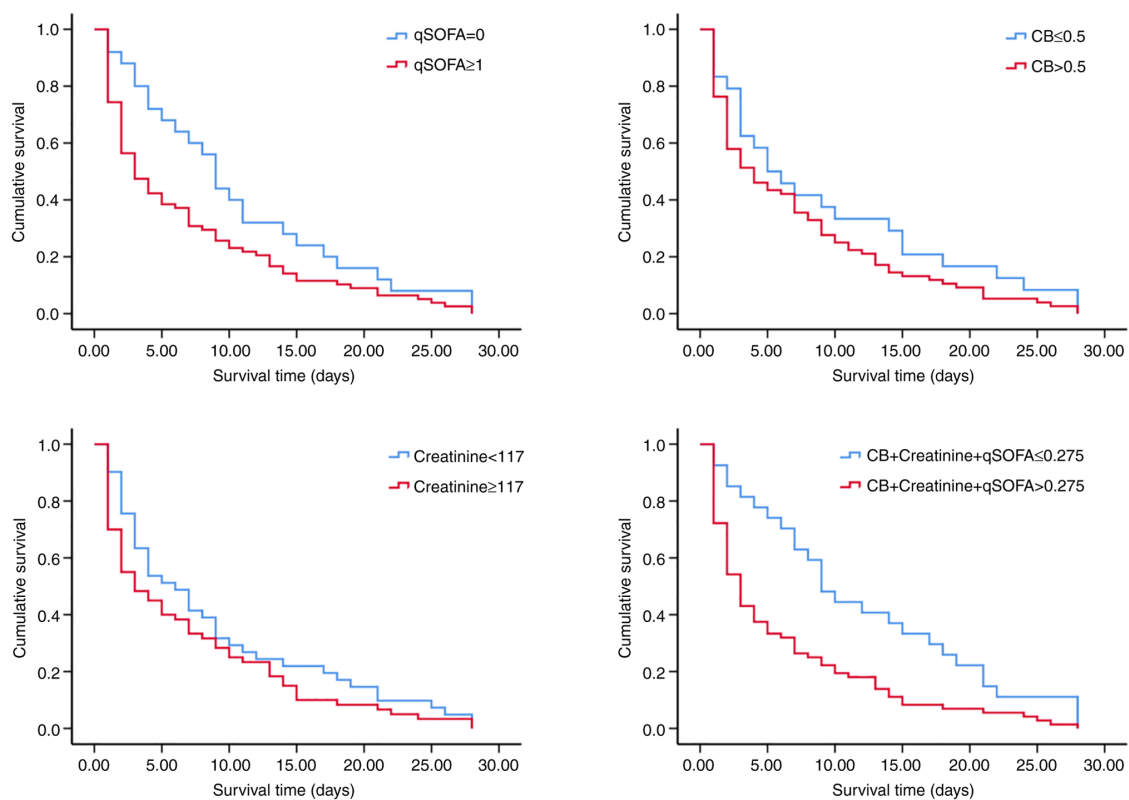 1.0
0.8
0.6
0.4
0.2
0.0
Cumulative survival
qSOFA=0
qSOFA≥1
0.00 5.00 10.00 15.00 20.00 25.00 30.00
Survival time (days)
1.0
0.8
0.6
0.4
0.2
0.0
Cumulative survival
CB≤0.5
CB>0.5
0.00 5.00 10.00 15.00 20.00 25.00 30.00
Survival time (days)
1.0
0.8
0.6
0.4
0.2
0.0
Cumulative survival
Creatinine<117
Creatinine≥117
0.00 5.00 10.00 15.00 20.00 25.00 30.00
Survival time (days)
1.0
0.8
0.6
0.4
0.2
0.0
Cumulative survival
CB+Creatinine+qSOFA≤0.275
CB+Creatinine+qSOFA>0.275
0.00 5.00 10.00 15.00 20.00 25.00 30.00
Survival time (days)